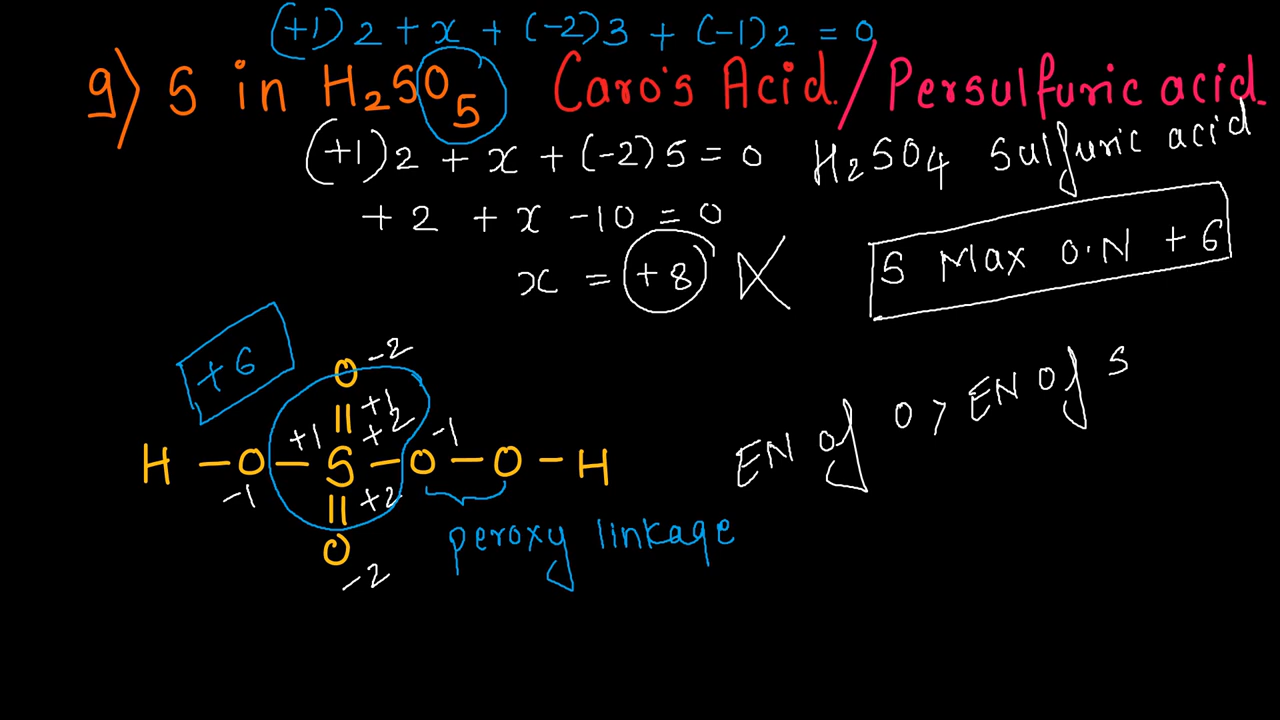 (+1)2 + x + (-2)3 + (-1)2 = 0
g) S in H2SO5 Caro's Acid / Persulfuric acid.
(+1)2 + x + (-2)5 = 0 H2SO4 Sulfuric acid
+2 + x -10 = 0
x = +8
S Max O.N +6
+6
O -2
+1
+1 +2 -1
H - O - S - O - O - H
-1 +2
O
-2
peroxy linkage
EN of O > EN of S